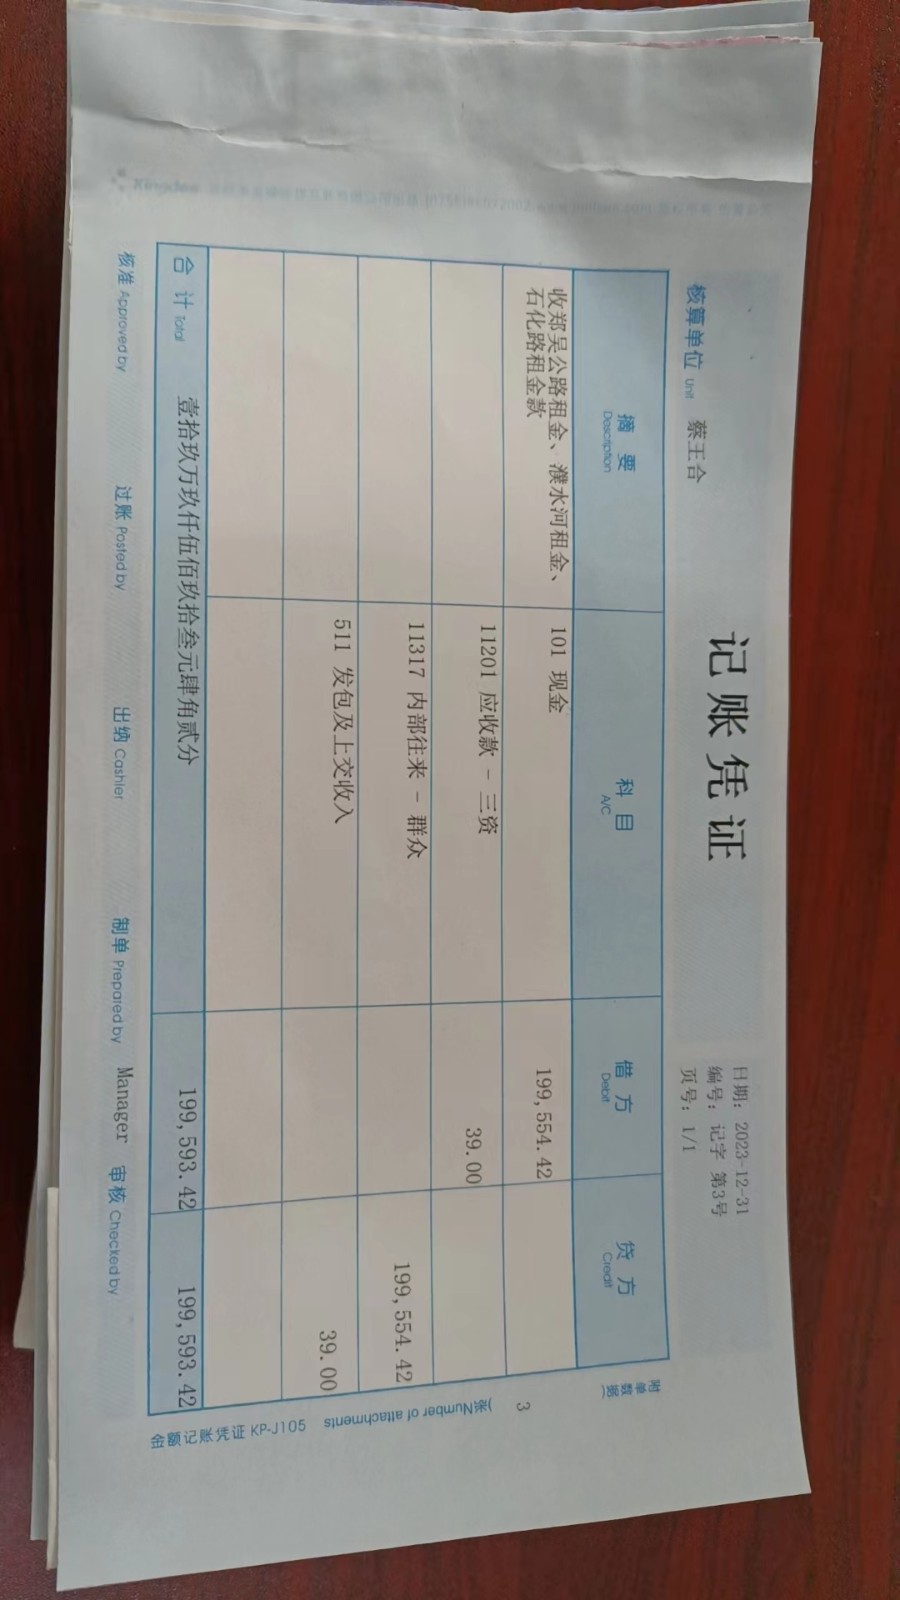 Kingdee
记账凭证
日期: 2023-12-31
编号: 记字 第3号
页号: 1/1
核算单位 Unit 蔡王合
附单数(据
摘要 Description
科目 A/C
借方 Debit
贷方 Credit
收郑吴公路租金、濮水河租金、
石化路租金款
101 现金
199,554.42
11201 应收款 - 三资
39.00
11317 内部往来 - 群众
199,554.42
511 发包及上交收入
39.00
合计 Total 壹拾玖万玖仟伍佰玖拾叁元肆角贰分 199,593.42 199,593.42
3
)张(Number of attachments
金额记账凭证 KP-J105
核准 Approved by
过账 Posted by
出纳 Cashier
制单 Prepared by Manager
审核 Checked by